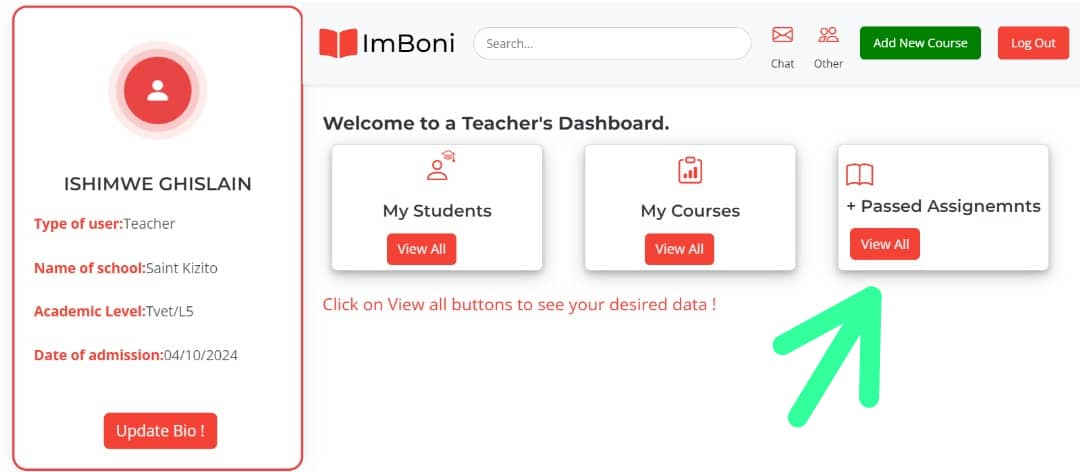 ISHIMWE GHISLAIN
Type of user:Teacher
Name of school:Saint Kizito
Academic Level:Tvet/L5
Date of admission:04/10/2024
Update Bio !
ImBoni
Search...
Chat
Other
Add New Course
Log Out
Welcome to a Teacher's Dashboard.
My Students
View All
My Courses
View All
+ Passed Assignemnts
View All
Click on View all buttons to see your desired data !